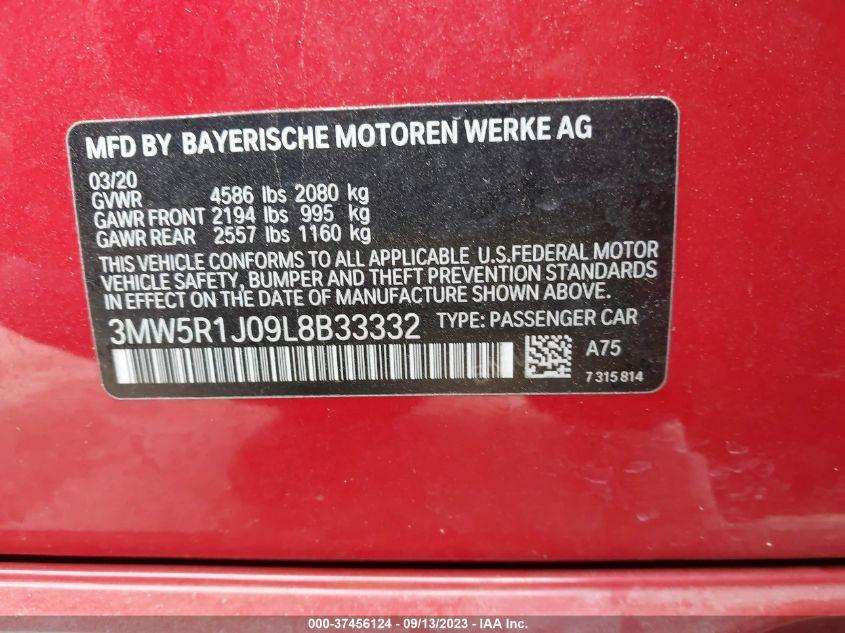 MFD BY BAYERISCHE MOTOREN WERKE AG
03/20
GVWR 4586 lbs 2080 kg
GAWR FRONT 2194 lbs 995 kg
GAWR REAR 2557 lbs 1160 kg
THIS VEHICLE CONFORMS TO ALL APPLICABLE U.S.FEDERAL MOTOR
VEHICLE SAFETY, BUMPER AND THEFT PREVENTION STANDARDS
IN EFFECT ON THE DATE OF MANUFACTURE SHOWN ABOVE.
3MW5R1J09L8B33332 TYPE: PASSENGER CAR
A75
7 315 814
000-37456124 - 09/13/2023 - IAA Inc.